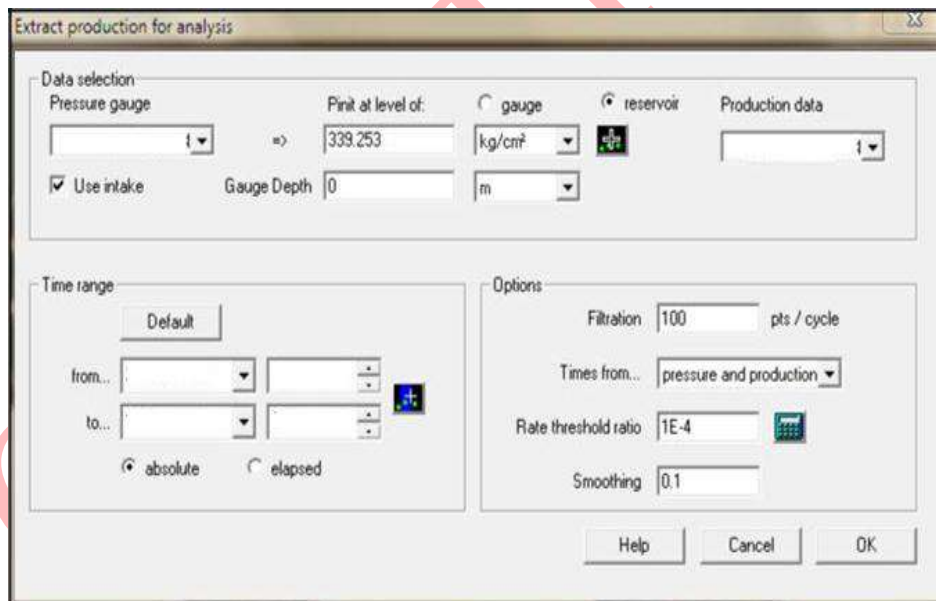 Extract production for analysis
Data selection
Pressure gauge Pinit at level of: gauge reservoir Production data
=> 339.253 kg/cm²
Use intake Gauge Depth 0 m
Time range
Default
from...
to...
absolute elapsed
Options
Filtration 100 pts / cycle
Times from... pressure and production
Rate threshold ratio 1E-4
Smoothing 0.1
Help Cancel OK